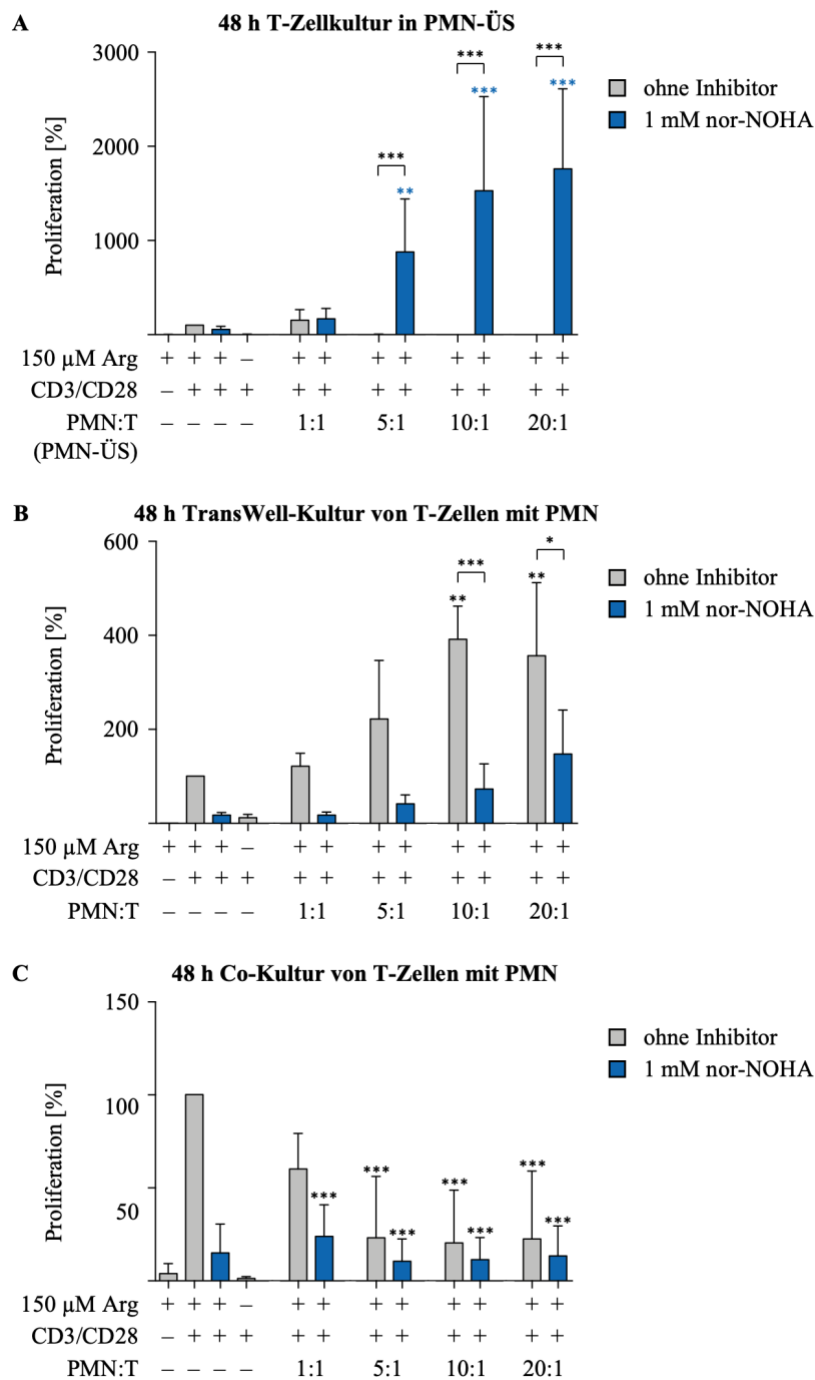 A
48 h T-Zellkultur in PMN-ÜS
3000
2000
1000
Proliferation [%]
*** *** ***
** *** ***
ohne Inhibitor
1 mM nor-NOHA
150 µM Arg + + + – + + + + + + + +
CD3/CD28 – + + + + + + + + + + +
PMN:T – – – – 1:1 5:1 10:1 20:1
(PMN-ÜS)
B
48 h TransWell-Kultur von T-Zellen mit PMN
600
400
200
Proliferation [%]
*** *
** **
ohne Inhibitor
1 mM nor-NOHA
150 µM Arg + + + – + + + + + + + +
CD3/CD28 – + + + + + + + + + + +
PMN:T – – – – 1:1 5:1 10:1 20:1
C
48 h Co-Kultur von T-Zellen mit PMN
150
100
50
Proliferation [%]
*** *** *** *** *** *** ***
ohne Inhibitor
1 mM nor-NOHA
150 µM Arg + + + – + + + + + + + +
CD3/CD28 – + + + + + + + + + + +
PMN:T – – – – 1:1 5:1 10:1 20:1